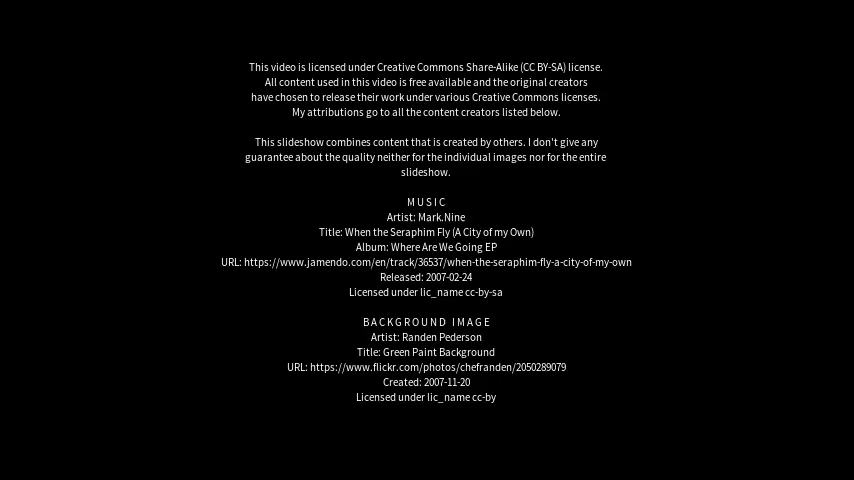 This video is licensed under Creative Commons Share-Alike (CC BY-SA) license.
All content used in this video is free available and the original creators
have chosen to release their work under various Creative Commons licenses.
My attributions go to all the content creators listed below.
This slideshow combines content that is created by others. I don't give any
guarantee about the quality neither for the individual images nor for the entire
slideshow.
MUSIC
Artist: Mark.Nine
Title: When the Seraphim Fly (A City of my Own)
Album: Where Are We Going EP
URL: https://www.jamendo.com/en/track/36537/when-the-seraphim-fly-a-city-of-my-own
Released: 2007-02-24
Licensed under lic_name cc-by-sa
BACKGROUND IMAGE
Artist: Randen Pederson
Title: Green Paint Background
URL: https://www.flickr.com/photos/chefranden/2050289079
Created: 2007-11-20
Licensed under lic_name cc-by